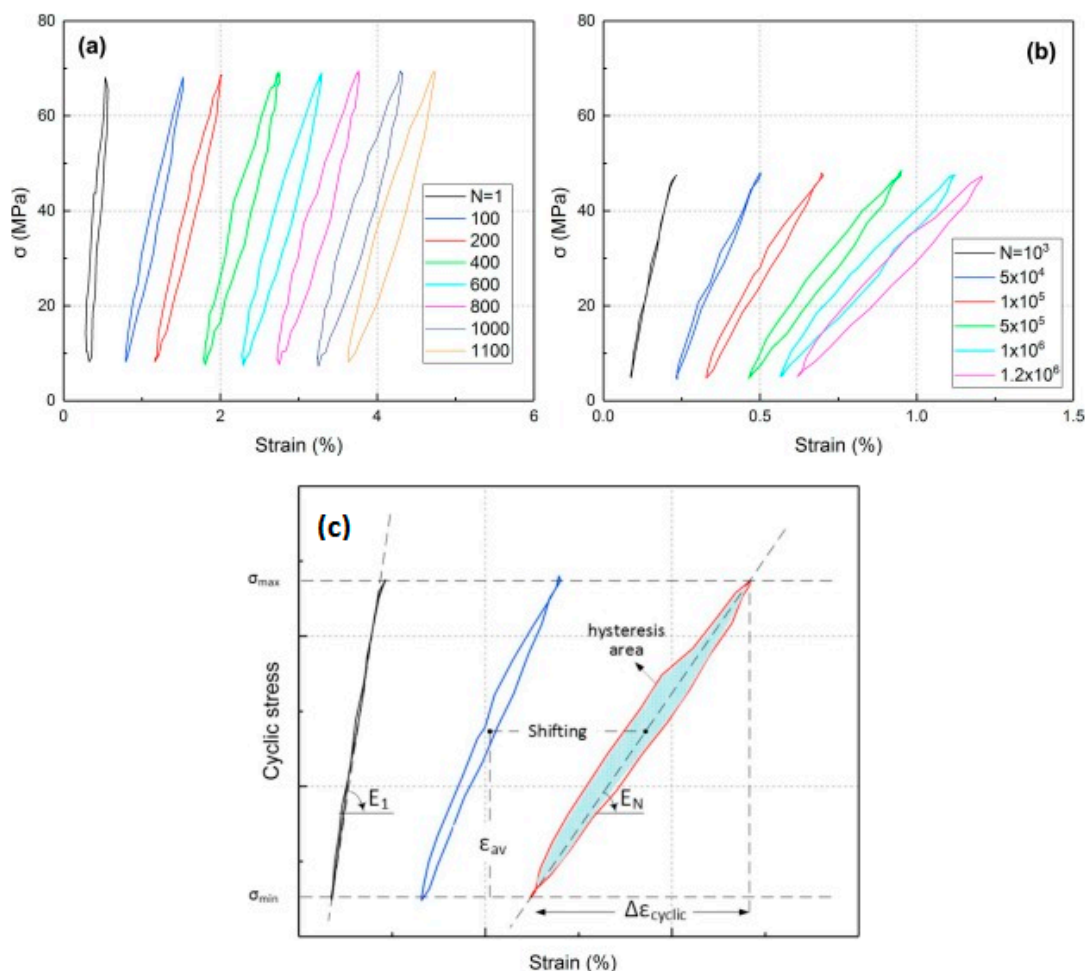 (a)
80
60
40
20
0
σ (MPa)
N=1
100
200
400
600
800
1000
1100
0 2 4 6
Strain (%)
(b)
80
60
40
20
0
σ (MPa)
N=10³
5x10⁴
1x10⁵
5x10⁵
1x10⁶
1.2x10⁶
0.0 0.5 1.0 1.5
Strain (%)
(c)
σmax
hysteresis
area
Cyclic stress
Shifting
E₁
E_N
εav
σmin
Δεcyclic
Strain (%)